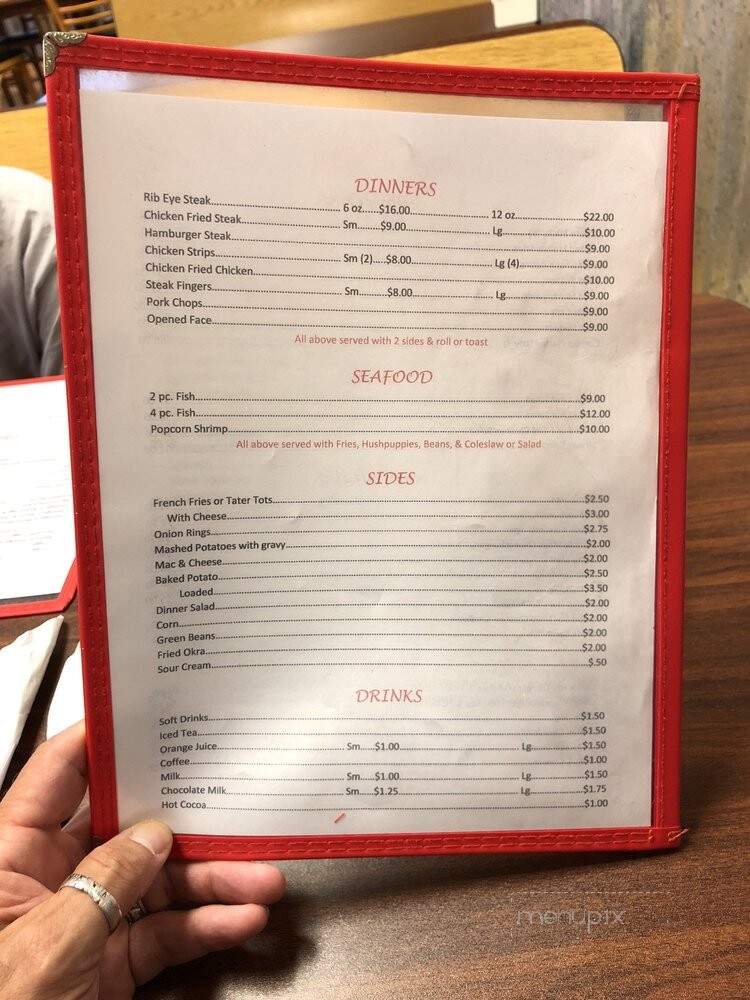 DINNERS
Rib Eye Steak 6 oz $16.00 12 oz $22.00
Chicken Fried Steak Sm $9.00 Lg $10.00
Hamburger Steak $9.00
Chicken Strips Sm (2) $8.00 Lg (4) $9.00
Chicken Fried Chicken $10.00
Steak Fingers Sm $8.00 Lg $9.00
Pork Chops $9.00
Opened Face $9.00
All above served with 2 sides & roll or toast
SEAFOOD
2 pc. Fish $9.00
4 pc. Fish $12.00
Popcorn Shrimp $10.00
All above served with Fries, Hushpuppies, Beans, & Coleslaw or Salad
SIDES
French Fries or Tater Tots $2.50
With Cheese $3.00
Onion Rings $2.75
Mashed Potatoes with gravy $2.00
Mac & Cheese $2.00
Baked Potato $2.50
Loaded $3.50
Dinner Salad $2.00
Corn $2.00
Green Beans $2.00
Fried Okra $2.00
Sour Cream $.50
DRINKS
Soft Drinks $1.50
Iced Tea $1.50
Orange Juice Sm $1.00 Lg $1.50
Coffee $1.00
Milk Sm $1.00 Lg $1.50
Chocolate Milk Sm $1.25 Lg $1.75
Hot Cocoa $1.00
menupix